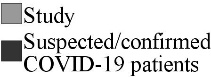 Study
Suspected/confirmed
COVID-19 patients